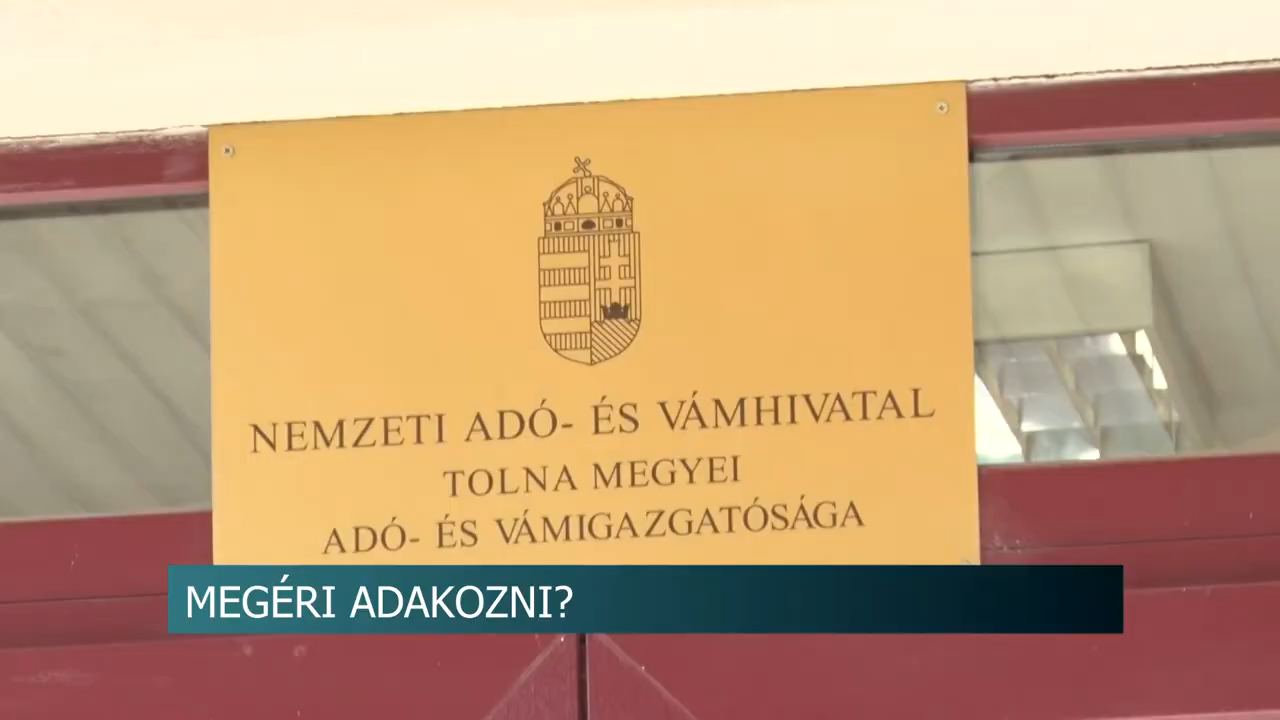 NEMZETI ADÓ- ÉS VÁMHIVATAL
TOLNA MEGYEI
ADÓ- ÉS VÁMIGAZGATÓSÁGA
MEGÉRI ADAKOZNI?